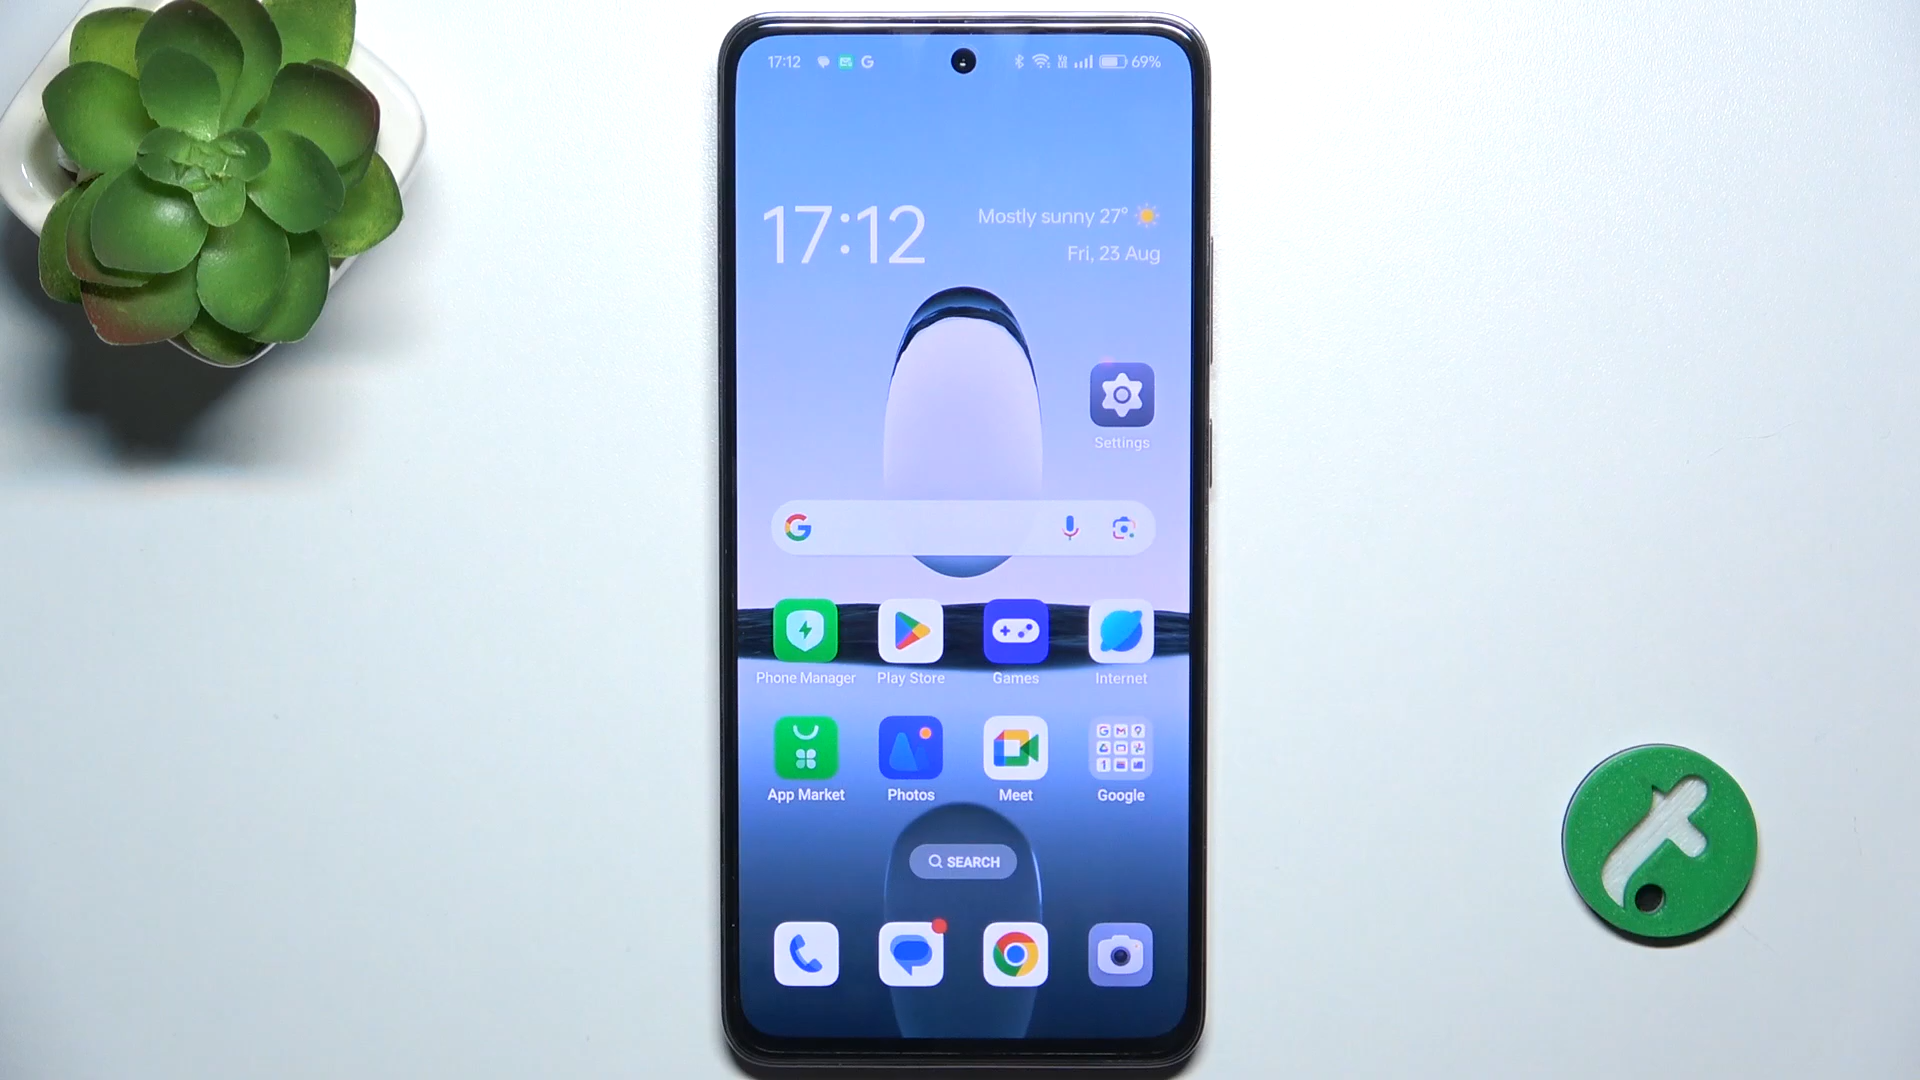 17:12
69%
17:12
Mostly sunny 27°
Fri, 23 Aug
Settings
Phone Manager
Play Store
Games
Internet
App Market
Photos
Meet
Google
SEARCH